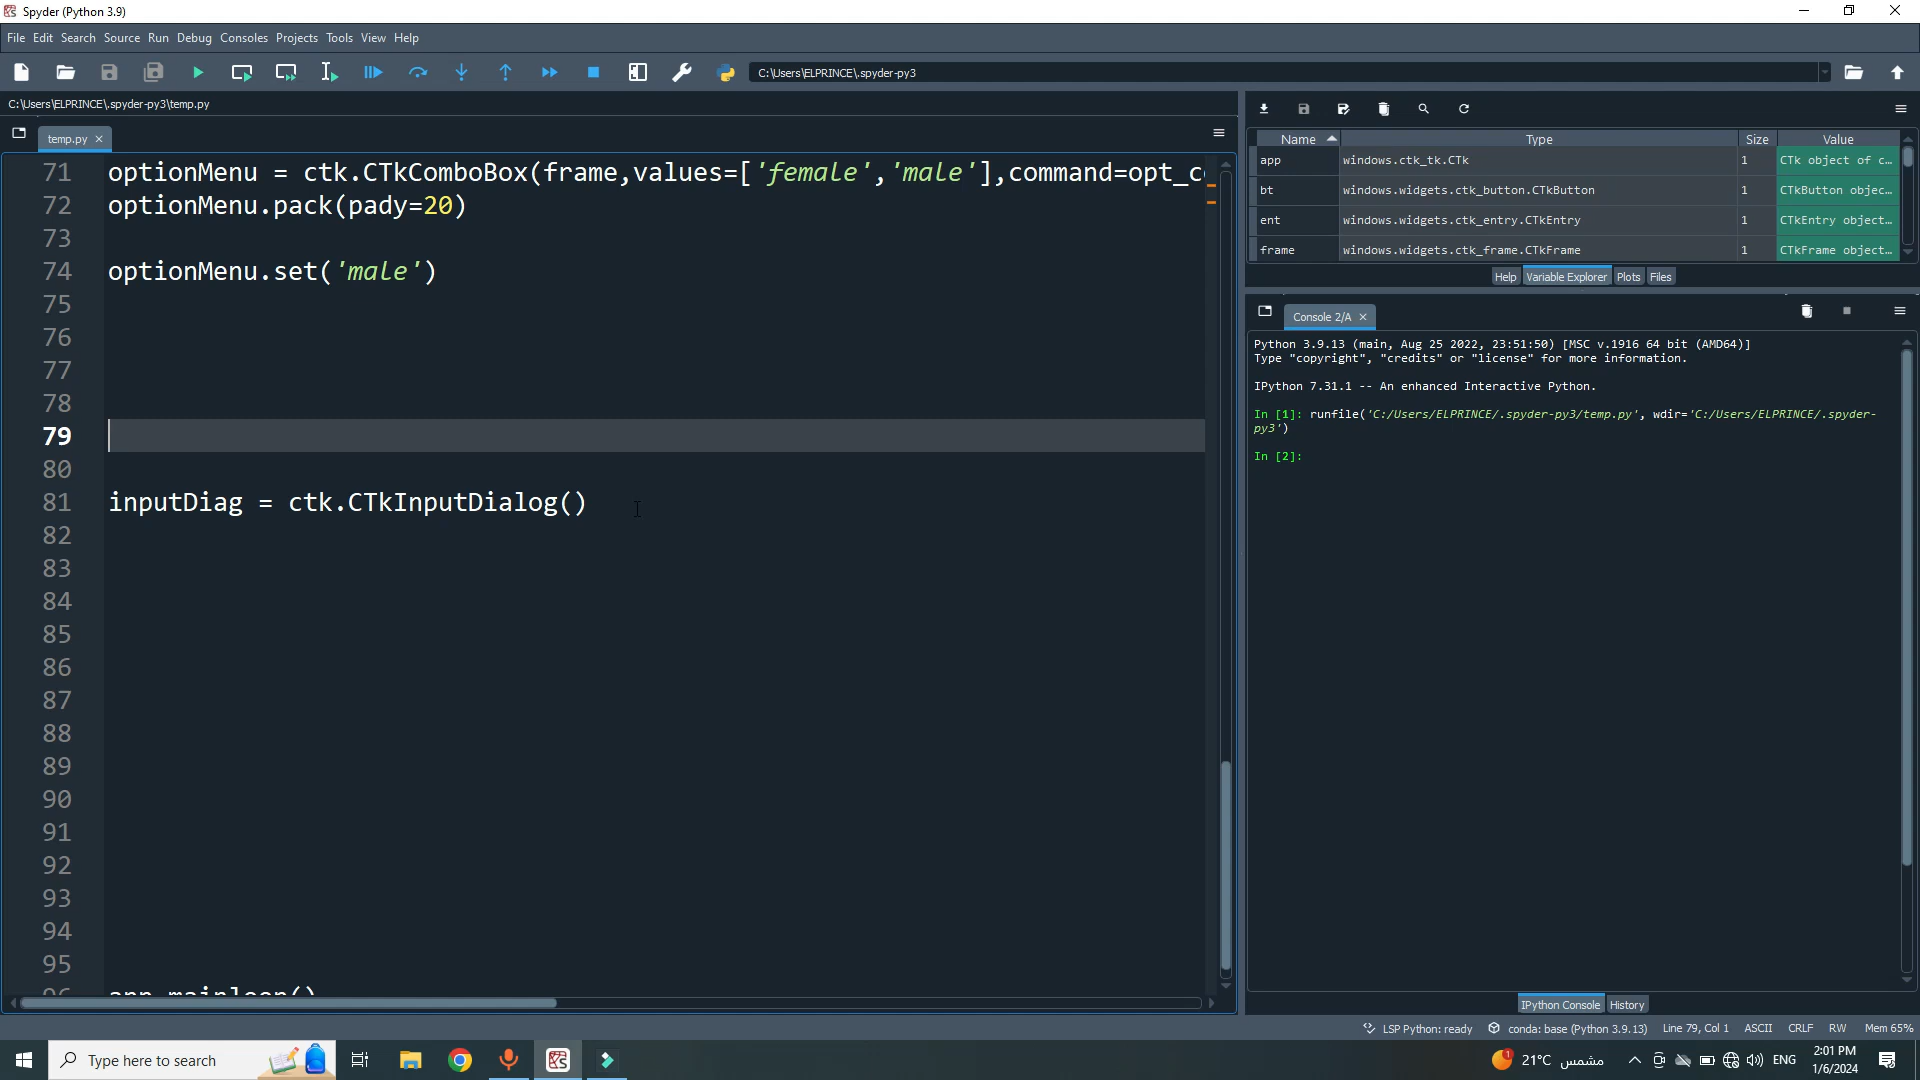 Spyder (Python 3.9)
File Edit Search Source Run Debug Consoles Projects Tools View Help
C:\Users\ELPRINCE\.spyder-py3
C:\Users\ELPRINCE\.spyder-py3\temp.py
temp.py
71 optionMenu = ctk.CTkComboBox(frame,values=['female','male'],command=opt_c
72 optionMenu.pack(pady=20)
73
74 optionMenu.set('male')
75
76
77
78
79
80
81 inputDiag = ctk.CTkInputDialog()
82
83
84
85
86
87
88
89
90
91
92
93
94
95
96 app.mainloop()
Name Type Size Value
app windows.ctk_tk.CTk 1 CTk object of c…
bt windows.widgets.ctk_button.CTkButton 1 CTkButton objec…
ent windows.widgets.ctk_entry.CTkEntry 1 CTkEntry object…
frame windows.widgets.ctk_frame.CTkFrame 1 CTkFrame object…
Help Variable Explorer Plots Files
Console 2/A
Python 3.9.13 (main, Aug 25 2022, 23:51:50) [MSC v.1916 64 bit (AMD64)]
Type "copyright", "credits" or "license" for more information.
IPython 7.31.1 -- An enhanced Interactive Python.
In [1]: runfile('C:/Users/ELPRINCE/.spyder-py3/temp.py', wdir='C:/Users/ELPRINCE/.spyder-
py3')
In [2]:
IPython Console History
LSP Python: ready conda: base (Python 3.9.13) Line 79, Col 1 ASCII CRLF RW Mem 65%
Type here to search
1 21°C مشمس ENG 2:01 PM
1/6/2024